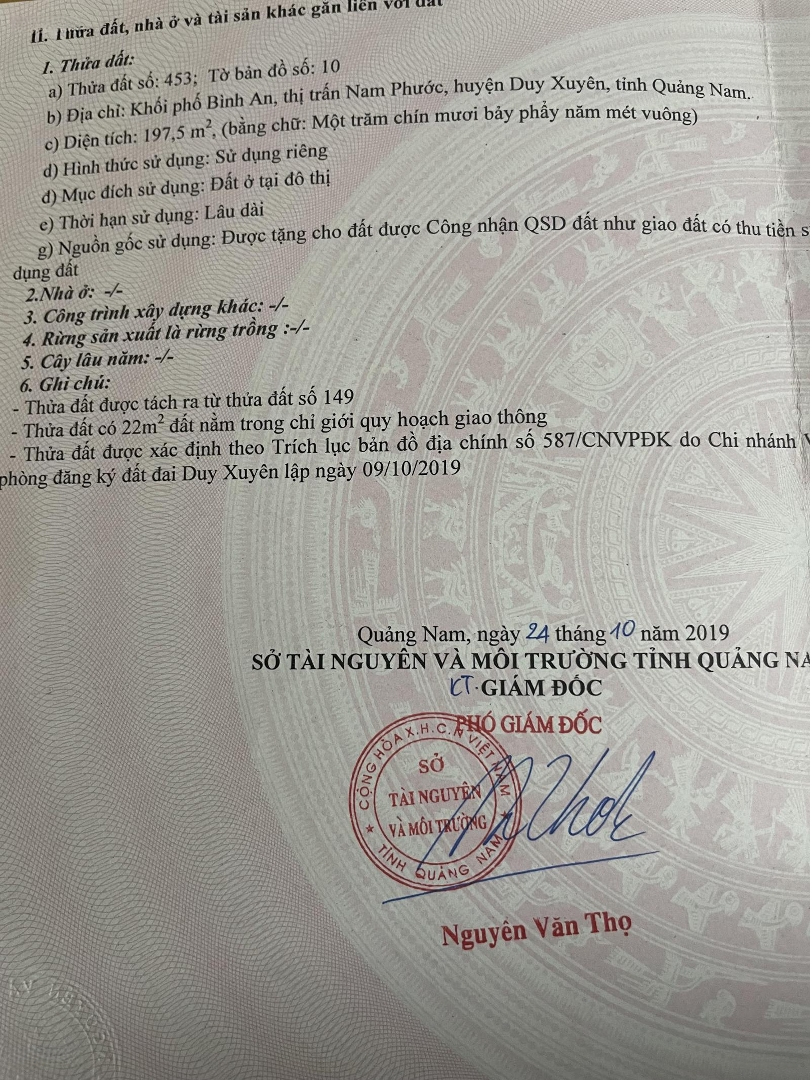 II. Thửa đất, nhà ở và tài sản khác gắn liền với đất
1. Thửa đất:
a) Thửa đất số: 453; Tờ bản đồ số: 10
b) Địa chỉ: Khối phố Bình An, thị trấn Nam Phước, huyện Duy Xuyên, tỉnh Quảng Nam.
c) Diện tích: 197,5 m², (bằng chữ: Một trăm chín mươi bảy phẩy năm mét vuông)
d) Hình thức sử dụng: Sử dụng riêng
đ) Mục đích sử dụng: Đất ở tại đô thị
e) Thời hạn sử dụng: Lâu dài
g) Nguồn gốc sử dụng: Được tặng cho đất được Công nhận QSD đất như giao đất có thu tiền s
dụng đất
2.Nhà ở: -/-
3. Công trình xây dựng khác: -/-
4. Rừng sản xuất là rừng trồng :-/-
5. Cây lâu năm: -/-
6. Ghi chú:
- Thửa đất được tách ra từ thửa đất số 149
- Thửa đất có 22m² đất nằm trong chỉ giới quy hoạch giao thông
- Thửa đất được xác định theo Trích lục bản đồ địa chính số 587/CNVPĐK do Chi nhánh V
phòng đăng ký đất đai Duy Xuyên lập ngày 09/10/2019
Quảng Nam, ngày 24 tháng 10 năm 2019
SỞ TÀI NGUYÊN VÀ MÔI TRƯỜNG TỈNH QUẢNG NA
KT. GIÁM ĐỐC
PHÓ GIÁM ĐỐC
CỘNG HÒA X.H.C.N VIỆT NAM
SỞ
TÀI NGUYÊN
VÀ MÔI TRƯỜNG
TỈNH QUẢNG NAM
Nguyễn Văn Thọ